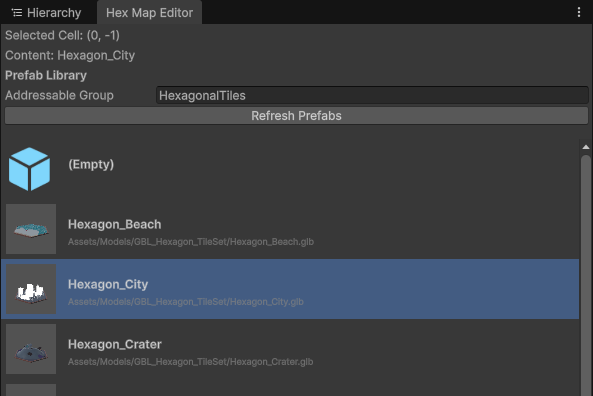 Hierarchy
Hex Map Editor
Selected Cell: (0, -1)
Content: Hexagon_City
Prefab Library
Addressable Group HexagonalTiles
Refresh Prefabs
(Empty)
Hexagon_Beach
Assets/Models/GBL_Hexagon_TileSet/Hexagon_Beach.glb
Hexagon_City
Assets/Models/GBL_Hexagon_TileSet/Hexagon_City.glb
Hexagon_Crater
Assets/Models/GBL_Hexagon_TileSet/Hexagon_Crater.glb